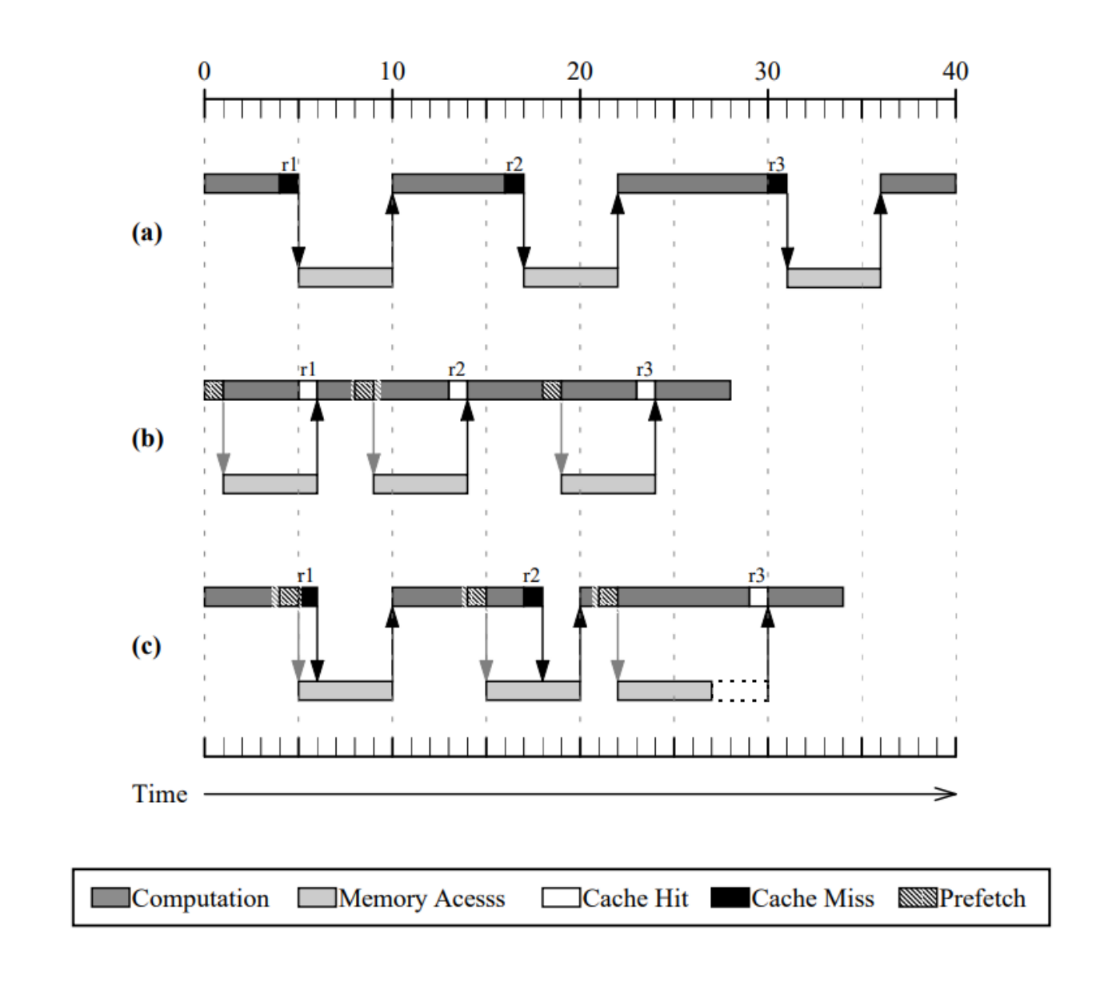 0 10 20 30 40
r1 r2 r3
(a)
r1 r2 r3
(b)
r1 r2 r3
(c)
Time
Computation Memory Acesss Cache Hit Cache Miss Prefetch